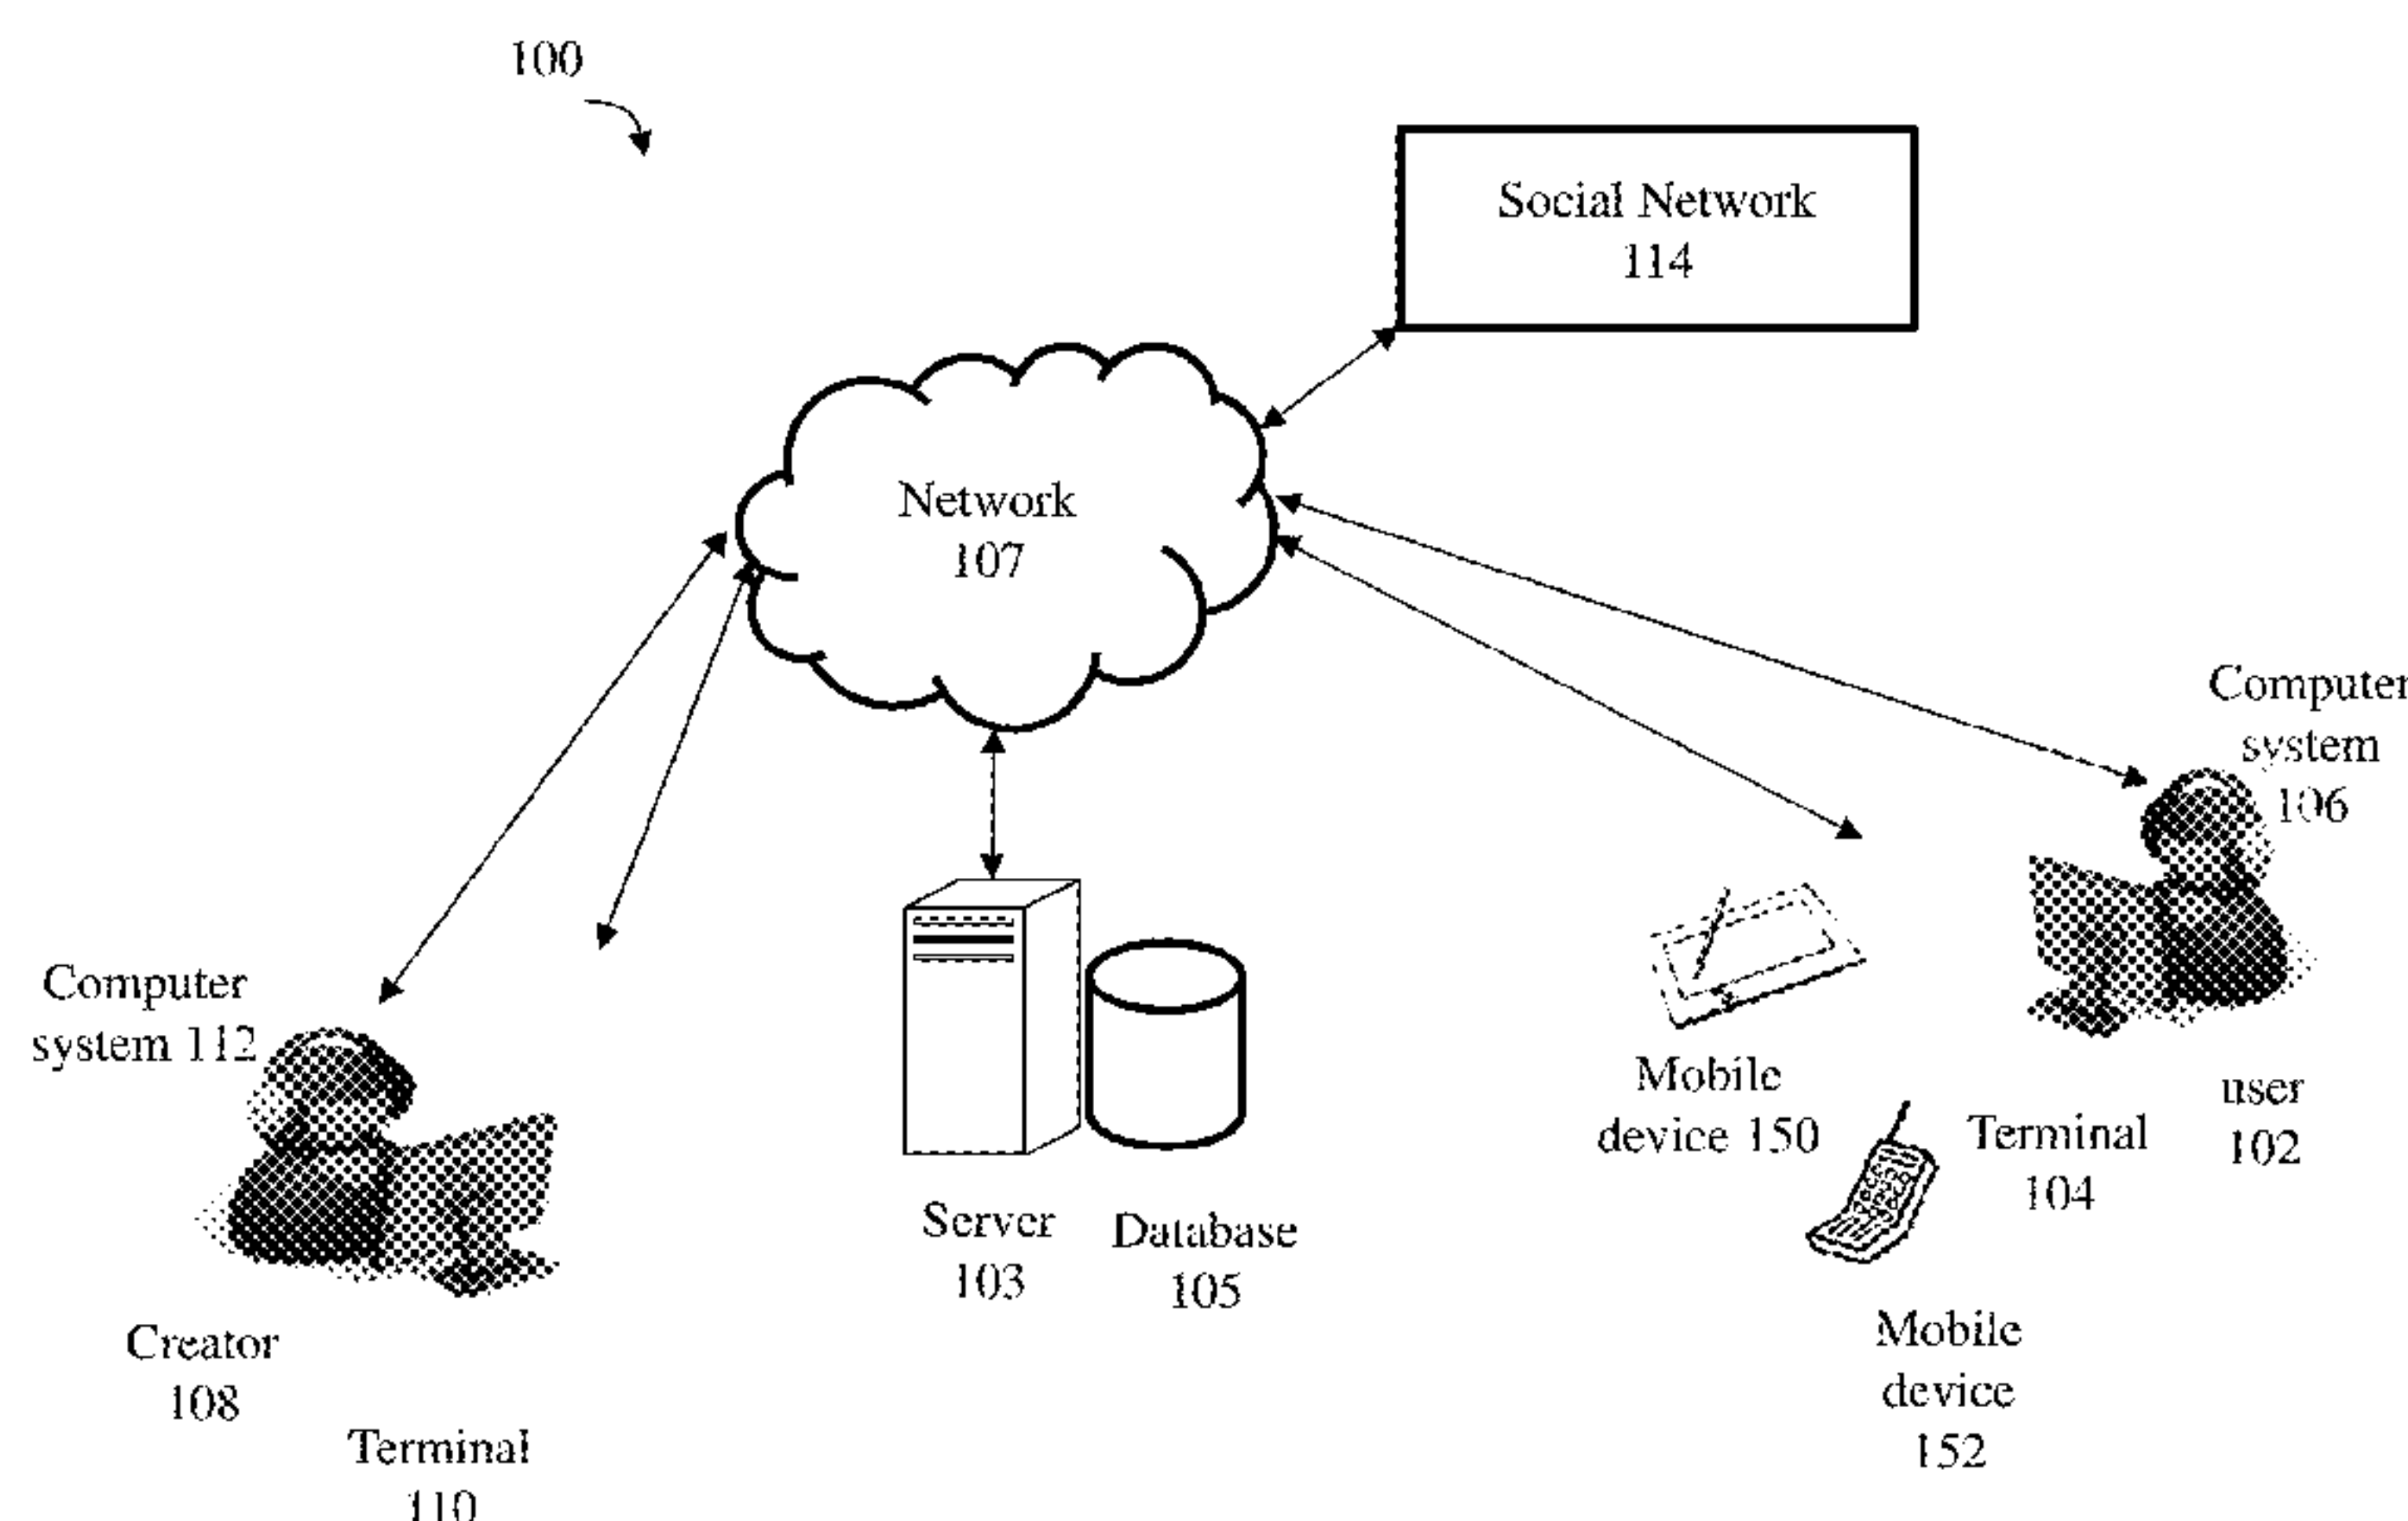 100
Social Network
114
Network
107
Computer
system
106
Computer
system 112
Mobile
device 150
Terminal
104
user
102
Server
103
Database
105
Creator
108
Mobile
device
152
Terminal
110